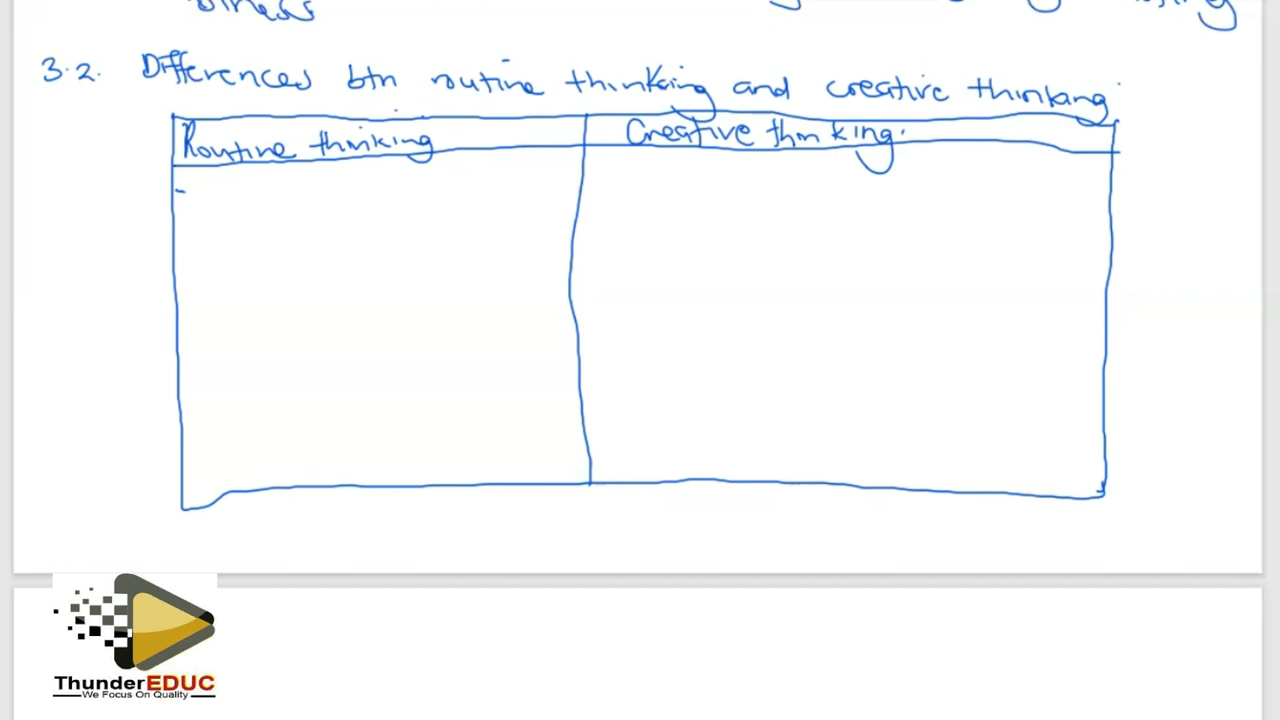 3.2. Differences btn routine thinking and creative thinking
Routine thinking Creative thinking.
-
ThunderEDUC
We Focus On Quality